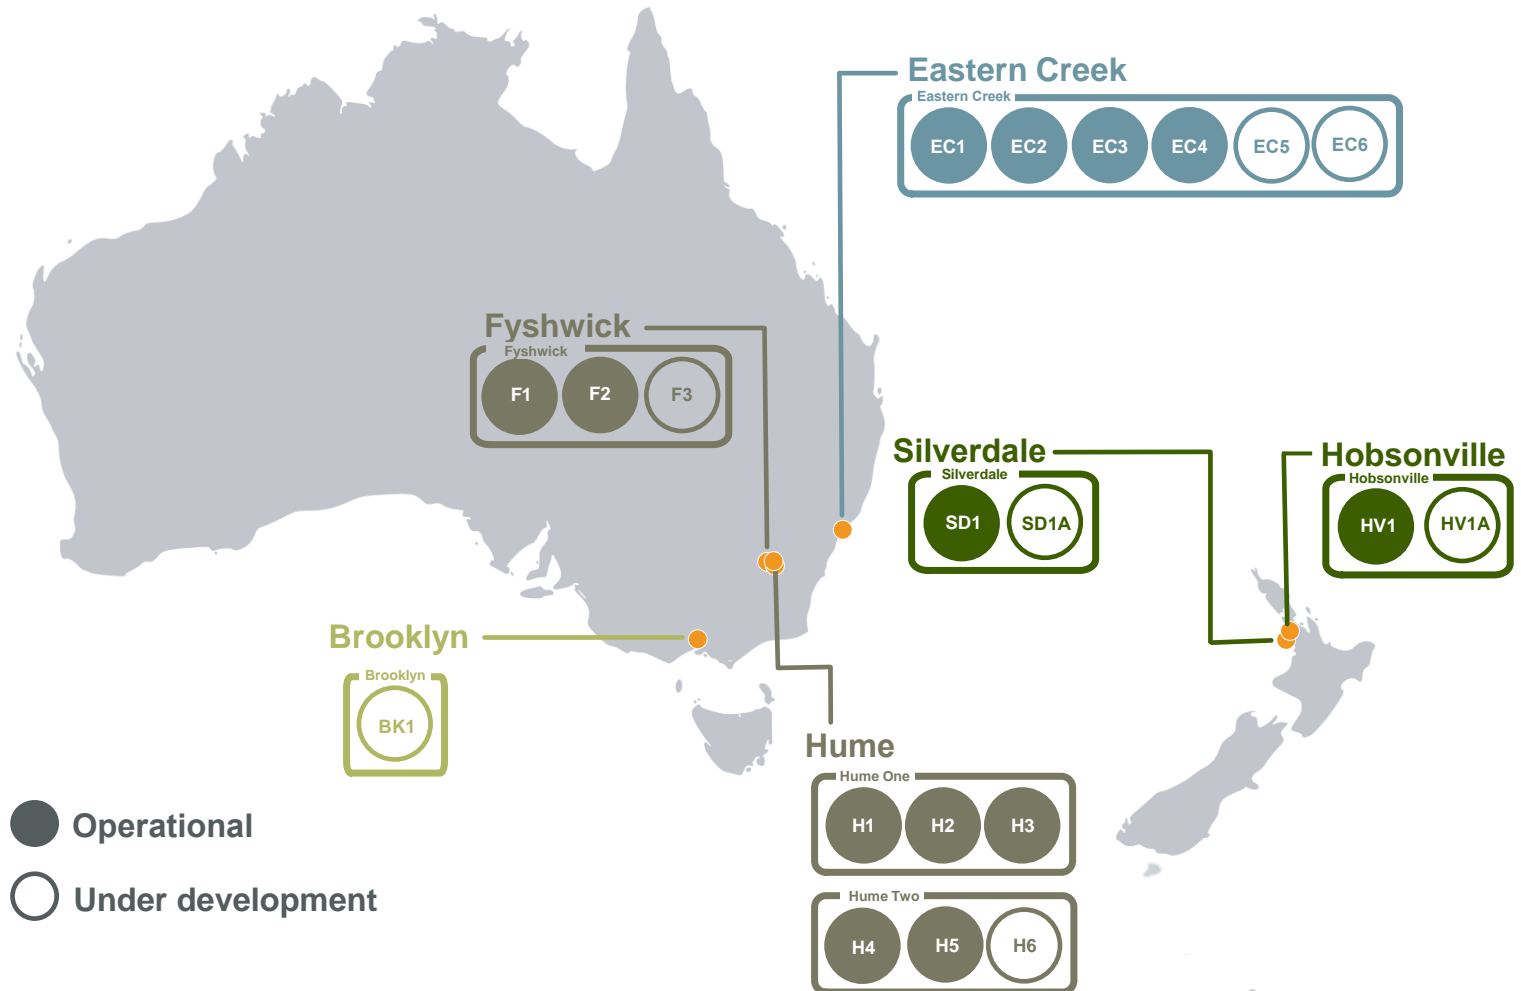 Eastern Creek
Eastern Creek
EC1 EC2 EC3 EC4 EC5 EC6
Fyshwick
Fyshwick
F1 F2 F3
Silverdale
Silverdale
SD1 SD1A
Hobsonville
Hobsonville
HV1 HV1A
Brooklyn
Brooklyn
BK1
Hume
Hume One
H1 H2 H3
Hume Two
H4 H5 H6
Operational
Under development